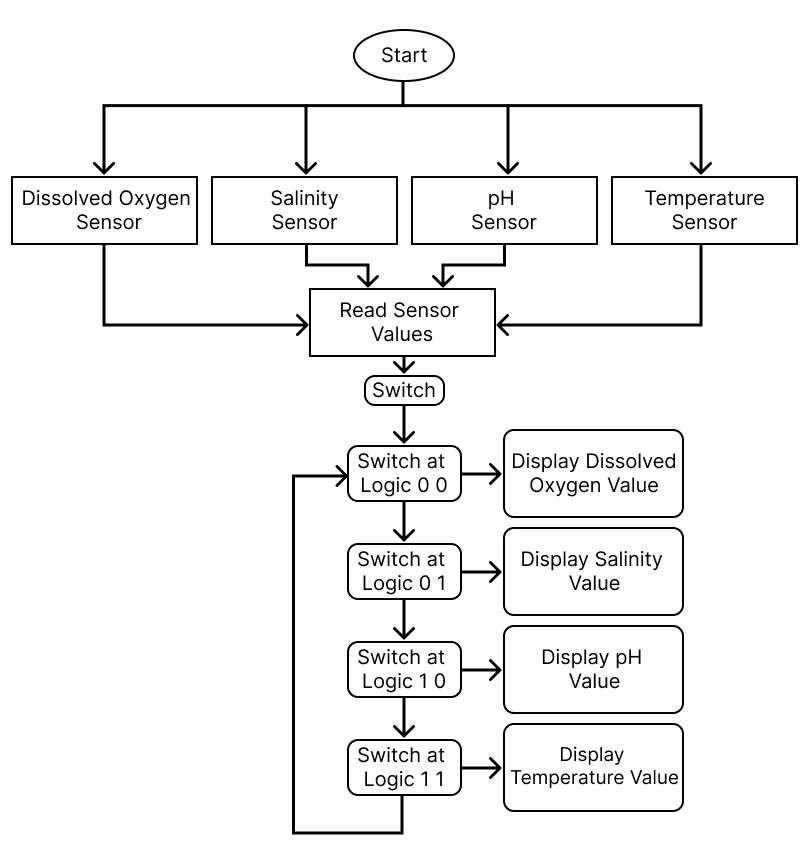 Start
Dissolved Oxygen
Sensor
Salinity
Sensor
pH
Sensor
Temperature
Sensor
Read Sensor
Values
Switch
Switch at
Logic 0 0
Display Dissolved
Oxygen Value
Switch at
Logic 0 1
Display Salinity
Value
Switch at
Logic 1 0
Display pH
Value
Switch at
Logic 1 1
Display
Temperature Value